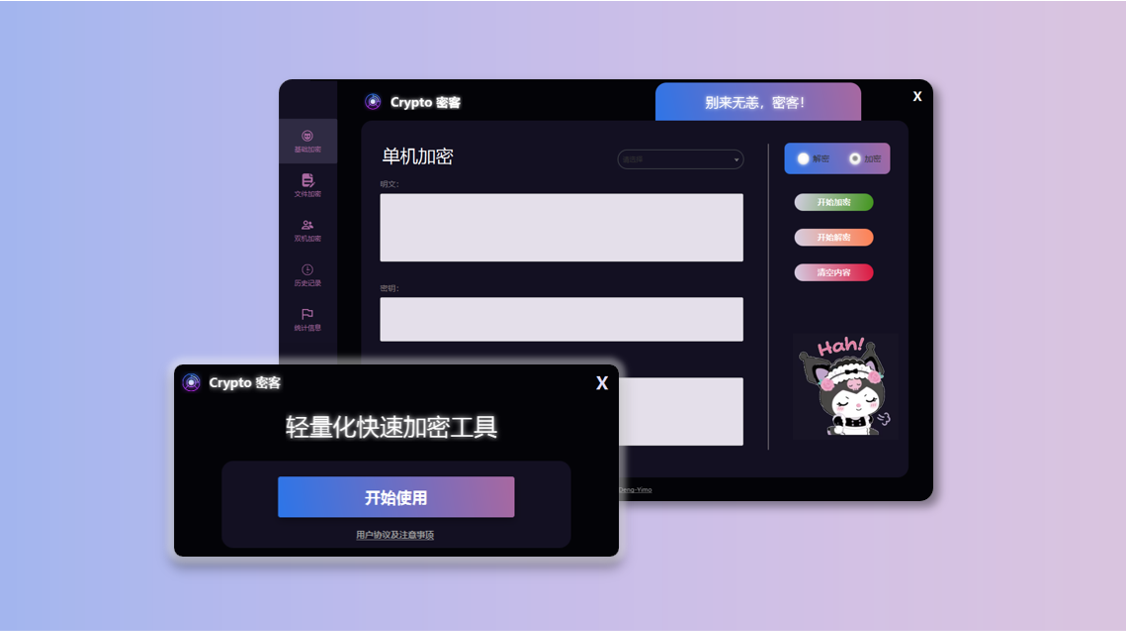 Crypto 密客
别来无恙，密客！
X
基础加密
文件加密
双机加密
历史记录
统计信息
单机加密
请选择
明文：
密钥：
解密
加密
开始加密
开始解密
清空内容
Hah!
Deng-Yimo
Crypto 密客
X
轻量化快速加密工具
开始使用
用户协议及注意事项